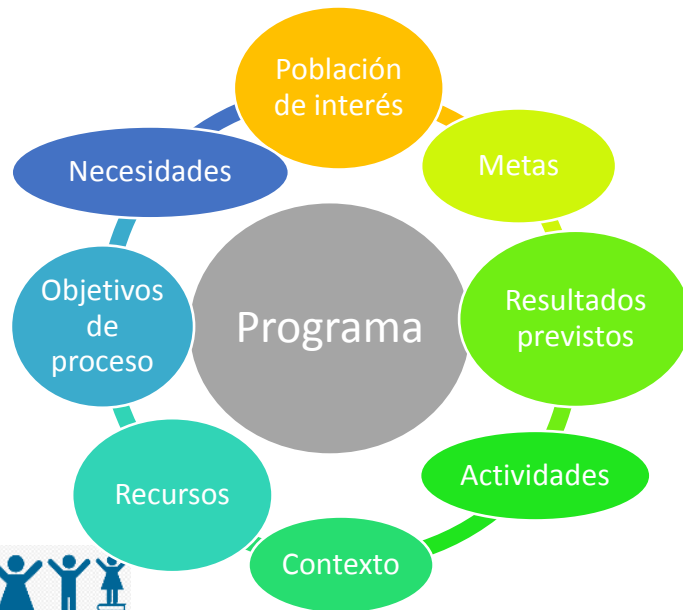 Población
de interés
Metas
Resultados
previstos
Actividades
Contexto
Recursos
Objetivos
de
proceso
Necesidades
Programa